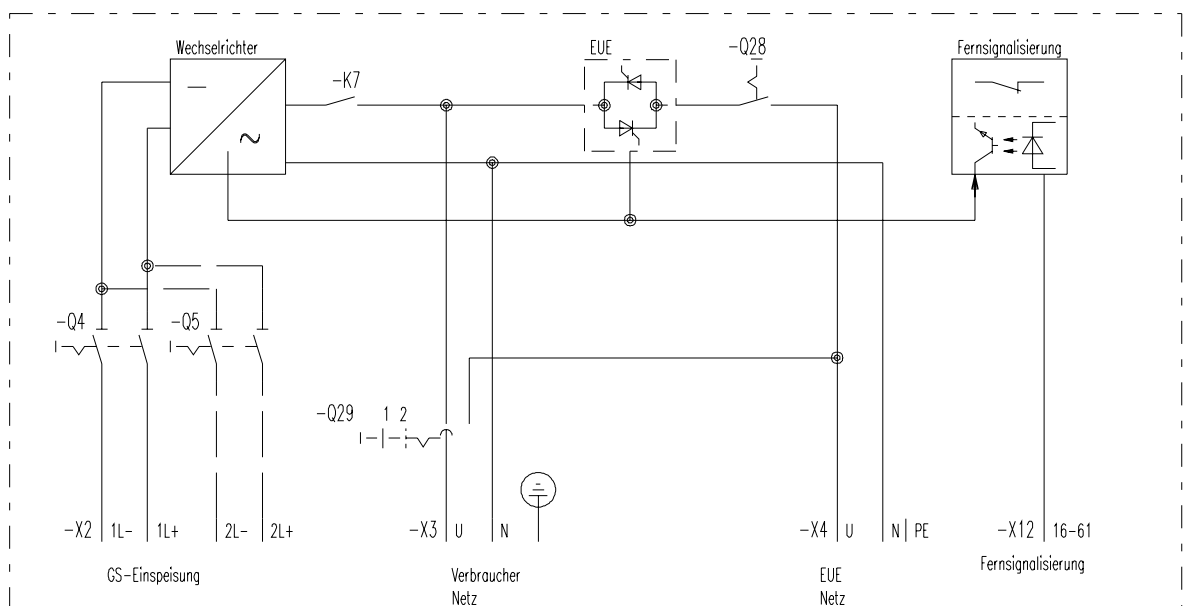 Wechselrichter
EUE
-Q28
Fernsignalisierung
-K7
-Q4
-Q5
-Q29
1 2
-X2 1L- 1L+ 2L- 2L+
-X3 U N
-X4 U N PE
-X12 16-61
GS-Einspeisung
Verbraucher
Netz
EUE
Netz
Fernsignalisierung